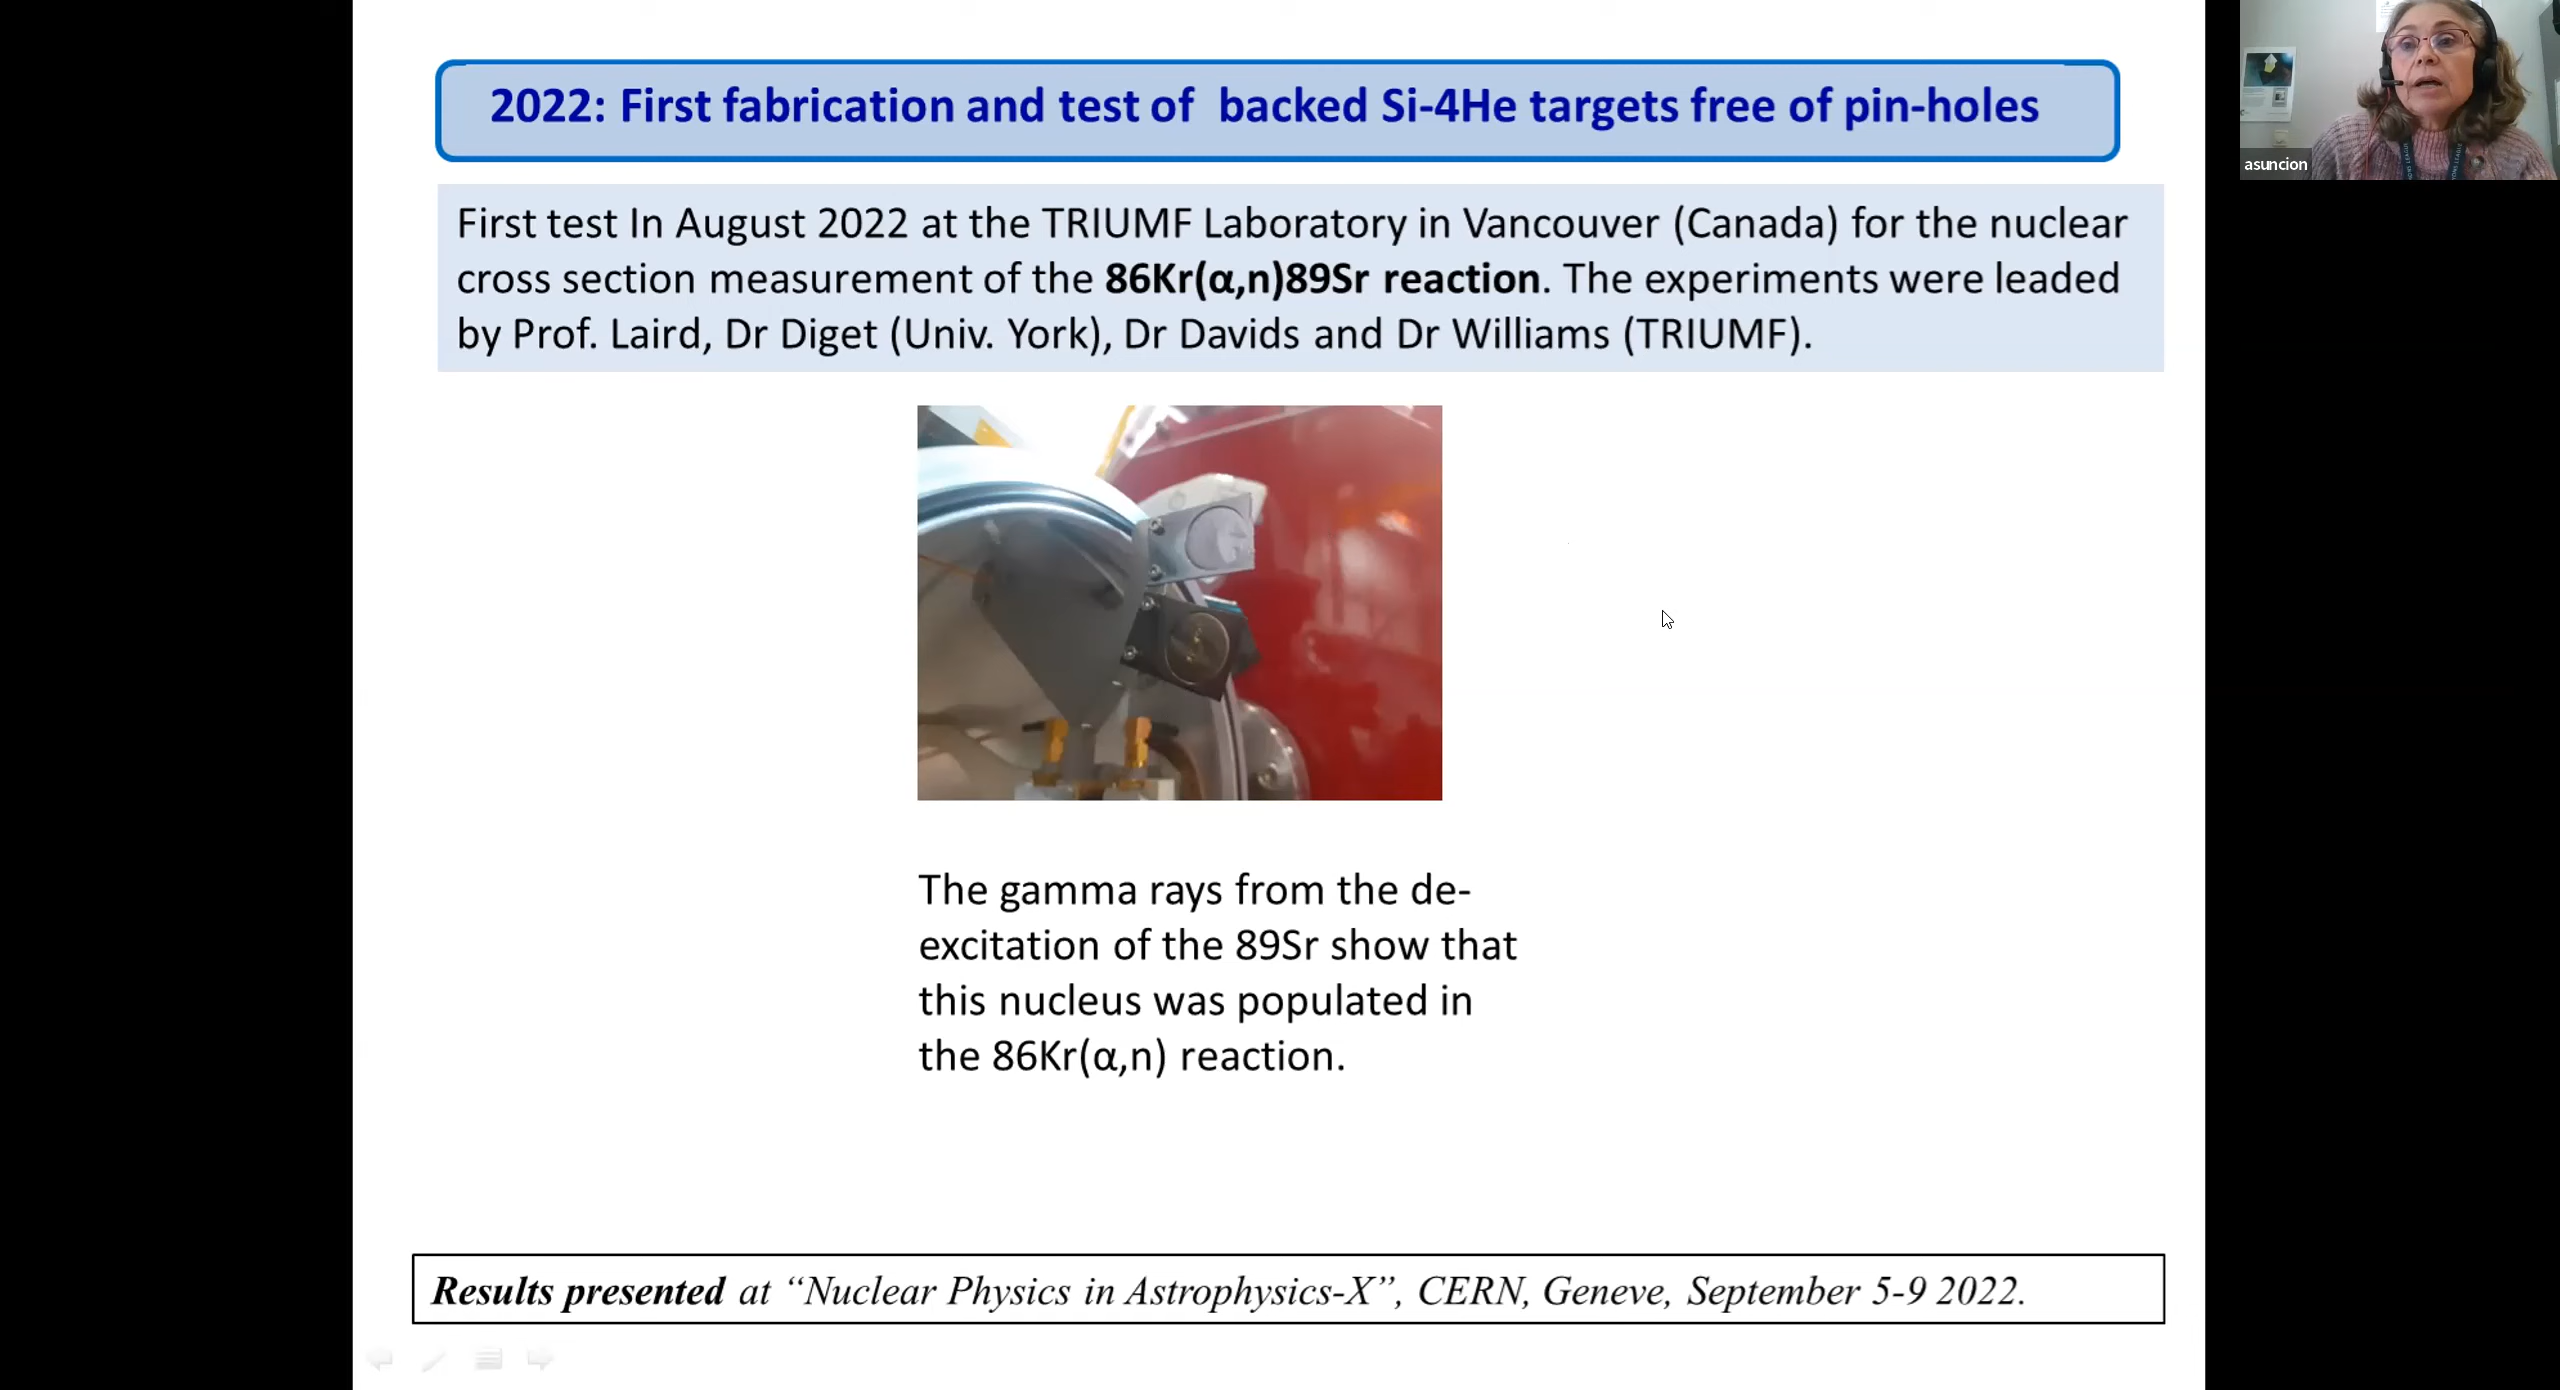 2022: First fabrication and test of  backed Si-4He targets free of pin-holes
First test In August 2022 at the TRIUMF Laboratory in Vancouver (Canada) for the nuclear
cross section measurement of the 86Kr(α,n)89Sr reaction. The experiments were leaded
by Prof. Laird, Dr Diget (Univ. York), Dr Davids and Dr Williams (TRIUMF).
The gamma rays from the de-
excitation of the 89Sr show that
this nucleus was populated in
the 86Kr(α,n) reaction.
Results presented at “Nuclear Physics in Astrophysics-X”, CERN, Geneve, September 5-9 2022.
asuncion